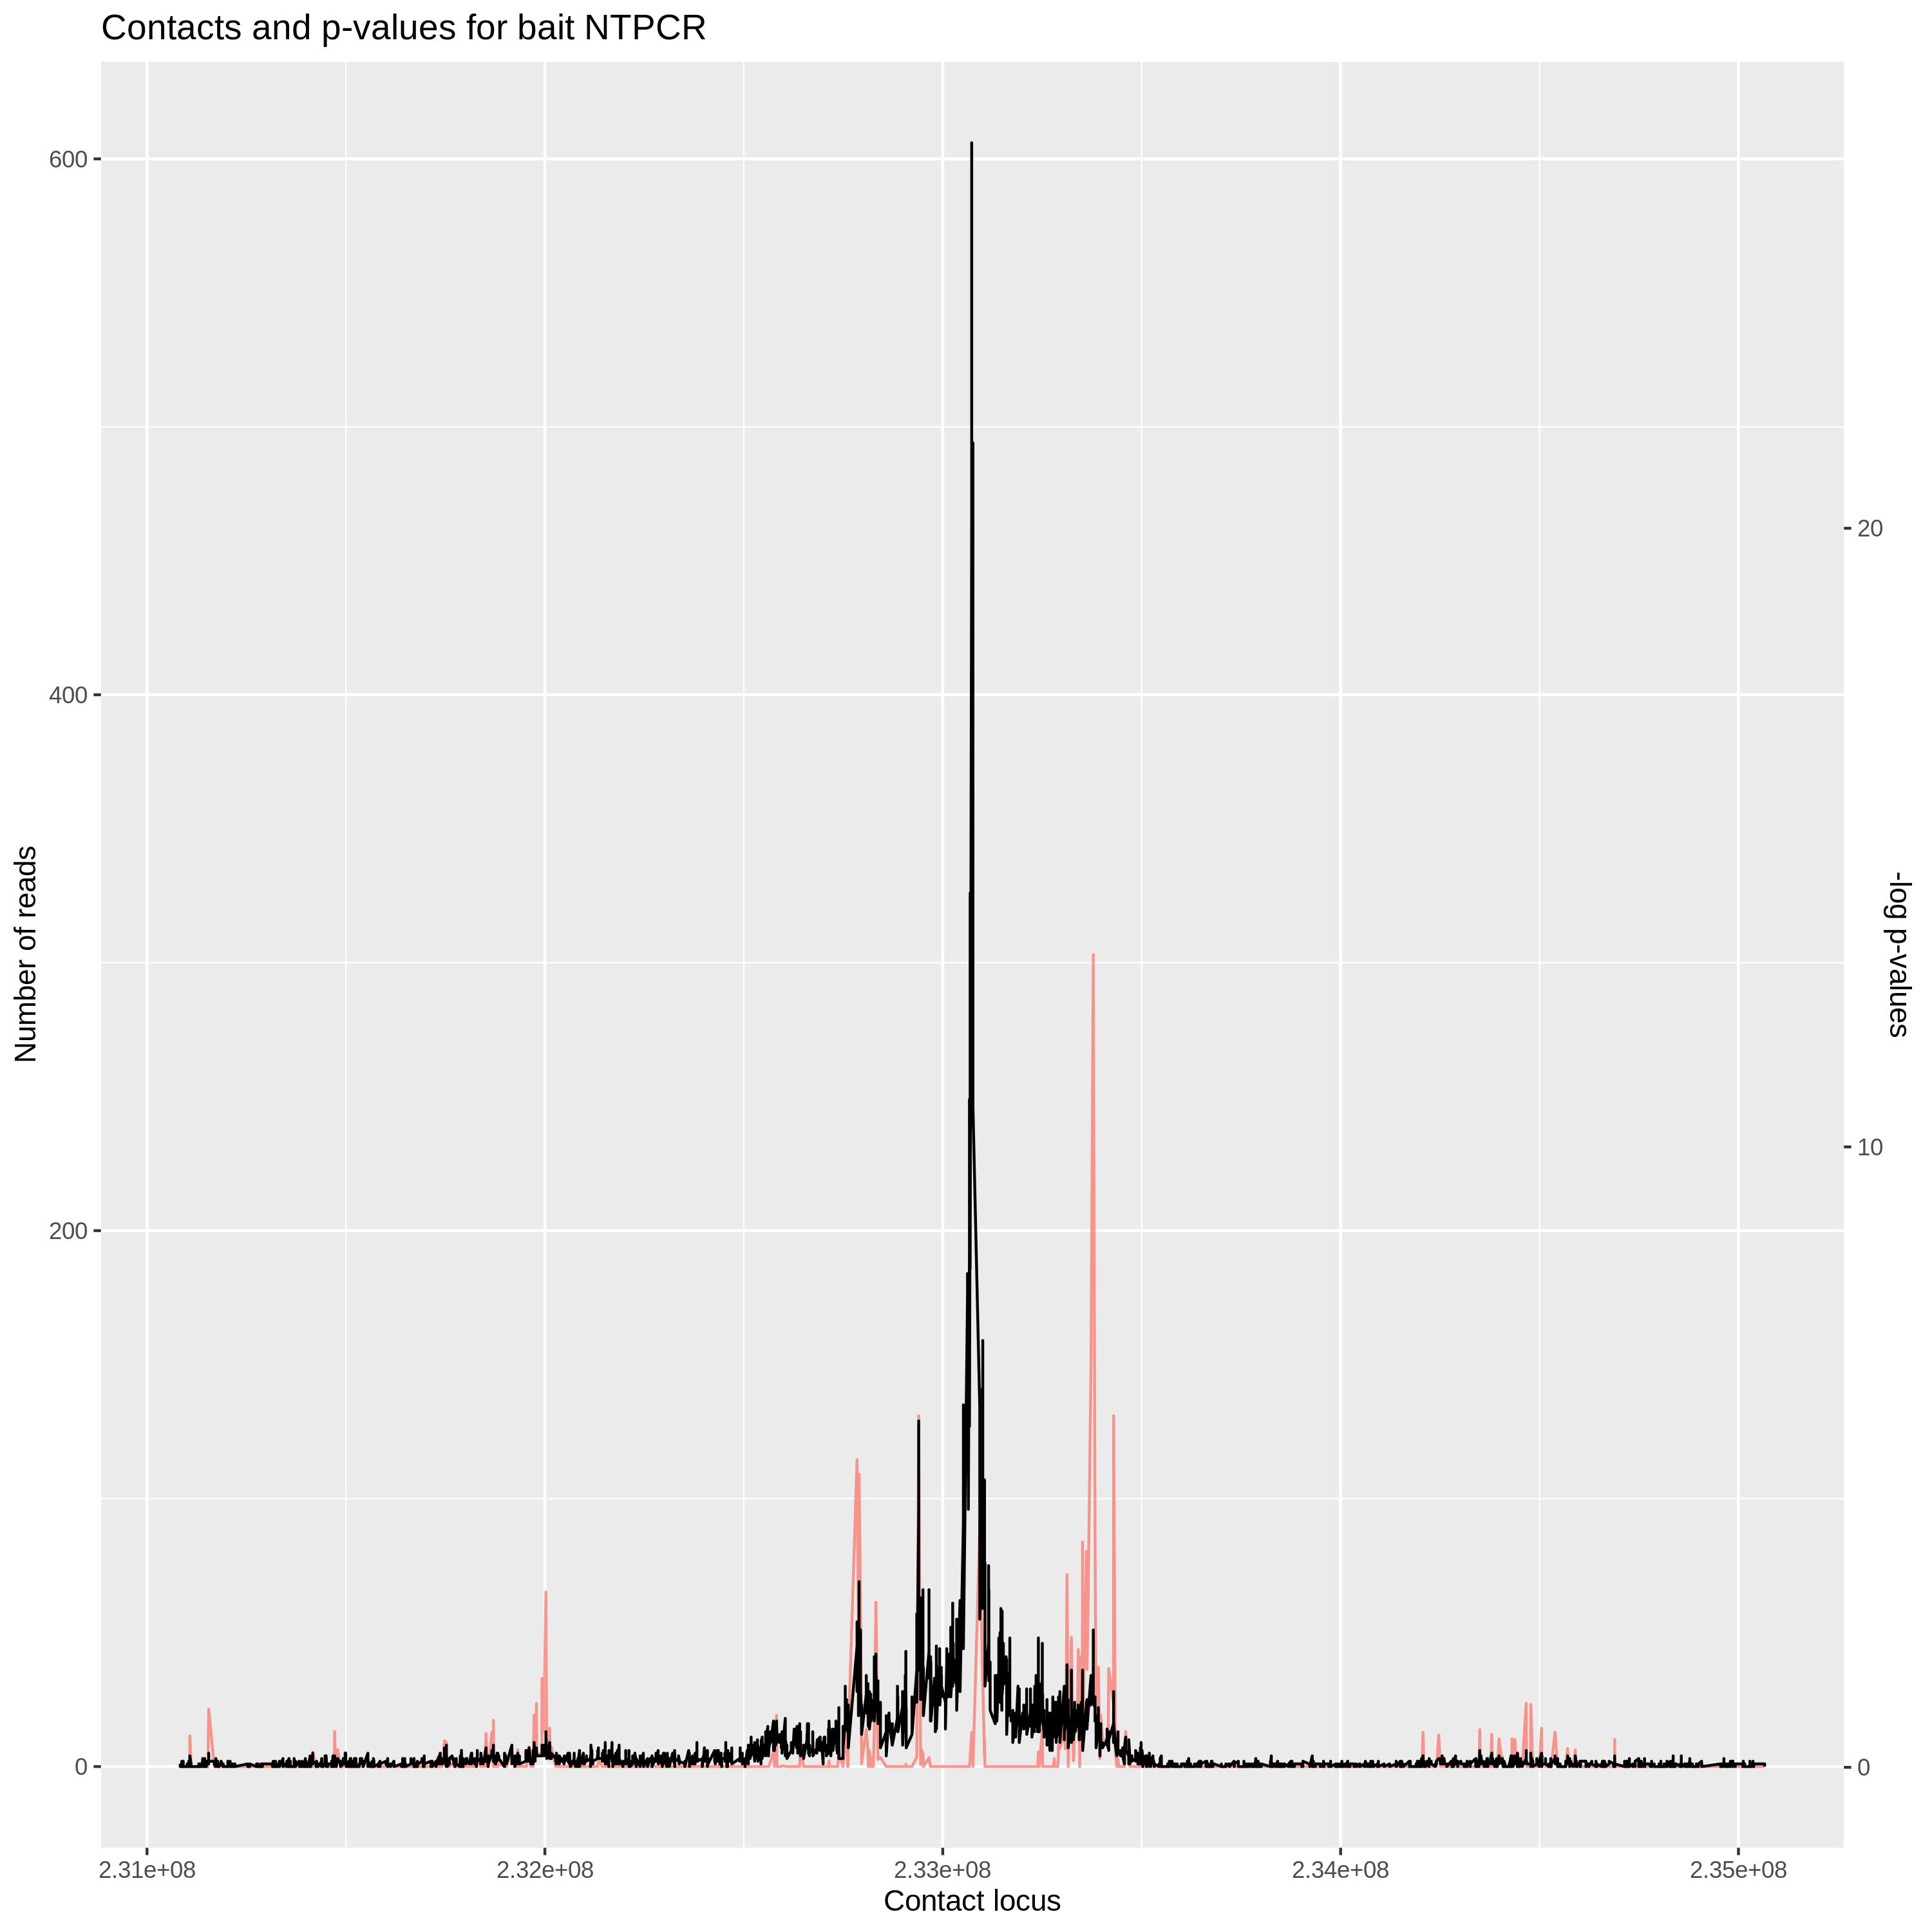 Contacts and p-values for bait NTPCR
600
400
200
0
Number of reads
20
10
0
-log p-values
2.31e+08
2.32e+08
2.33e+08
2.34e+08
2.35e+08
Contact locus